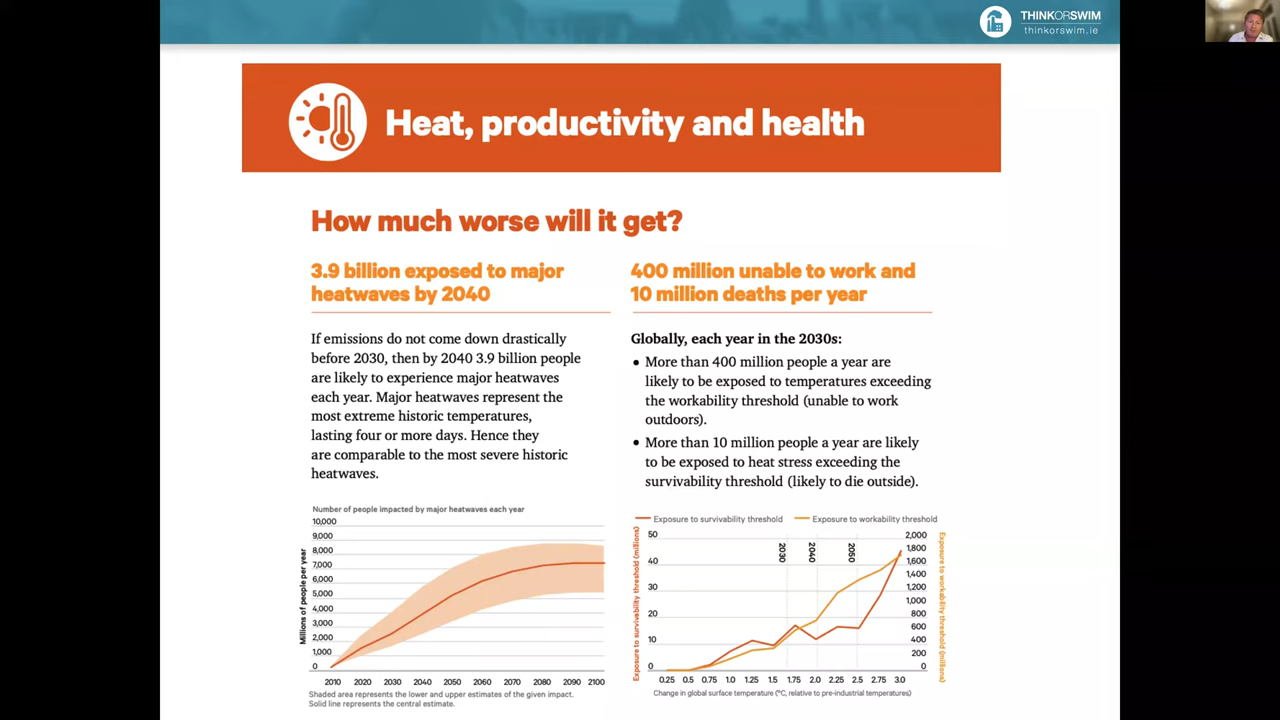 THINKORSWIM
thinkorswim.ie
Heat, productivity and health
How much worse will it get?
3.9 billion exposed to major
heatwaves by 2040
If emissions do not come down drastically
before 2030, then by 2040 3.9 billion people
are likely to experience major heatwaves
each year. Major heatwaves represent the
most extreme historic temperatures,
lasting four or more days. Hence they
are comparable to the most severe historic
heatwaves.
Number of people impacted by major heatwaves each year
Millions of people per year
10,000
9,000
8,000
7,000
6,000
5,000
4,000
3,000
2,000
1,000
0
2010 2020 2030 2040 2050 2060 2070 2080 2090 2100
Shaded area represents the lower and upper estimates of the given impact.
Solid line represents the central estimate.
400 million unable to work and
10 million deaths per year
Globally, each year in the 2030s:
• More than 400 million people a year are
likely to be exposed to temperatures exceeding
the workability threshold (unable to work
outdoors).
• More than 10 million people a year are likely
to be exposed to heat stress exceeding the
survivability threshold (likely to die outside).
Exposure to survivability threshold Exposure to workability threshold
Exposure to survivability threshold (millions)
50
40
30
20
10
0
2030 2040 2050
2,000
1,800
1,600
1,400
1,200
1,000
800
600
400
200
0
Exposure to workability threshold (millions)
0.25 0.5 0.75 1.0 1.25 1.5 1.75 2.0 2.25 2.5 2.75 3.0
Change in global surface temperature (°C, relative to pre-industrial temperatures)